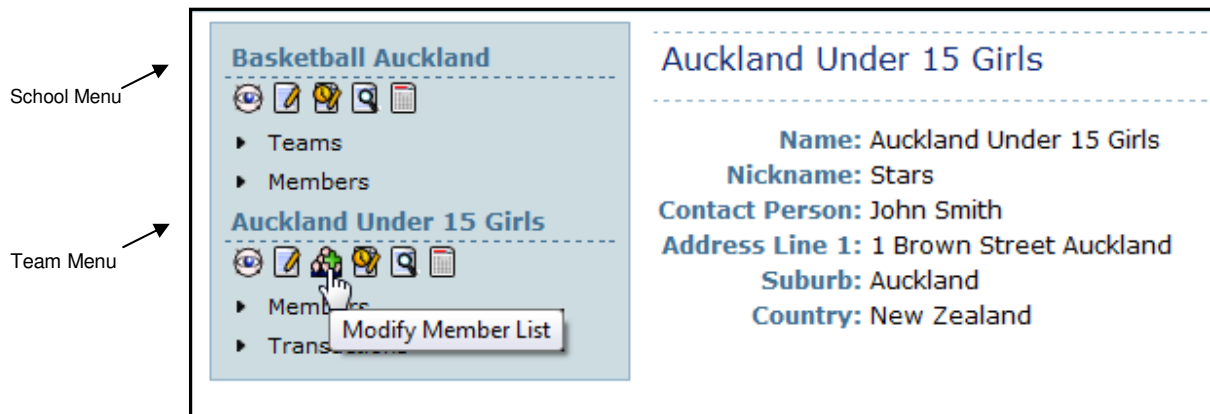 School Menu
Team Menu
Basketball Auckland
Teams
Members
Auckland Under 15 Girls
Members
Modify Member List
Transactions
Auckland Under 15 Girls
Name: Auckland Under 15 Girls
Nickname: Stars
Contact Person: John Smith
Address Line 1: 1 Brown Street Auckland
Suburb: Auckland
Country: New Zealand